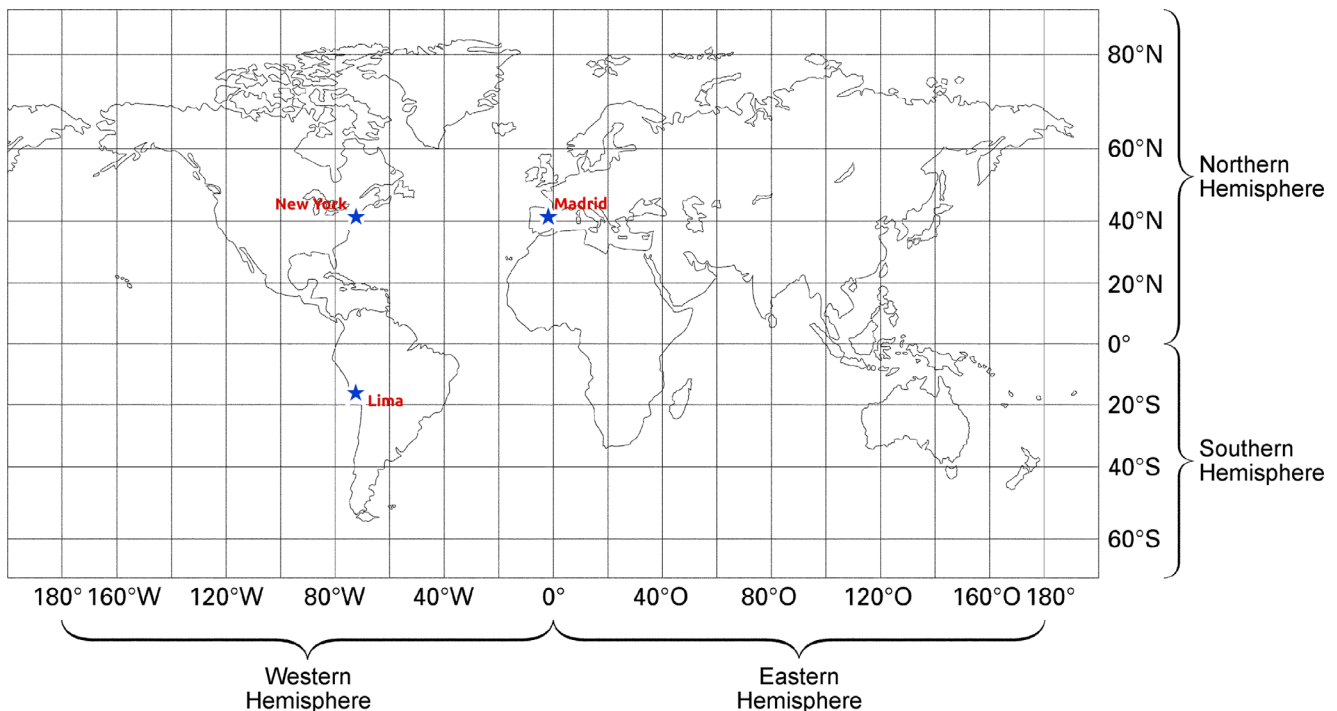 80°N
60°N
Northern
Hemisphere
New York
Madrid
40°N
20°N
0°
Lima
20°S
Southern
Hemisphere
40°S
60°S
180° 160°W 120°W 80°W 40°W 0° 40°O 80°O 120°O 160°O 180°
Western
Hemisphere
Eastern
Hemisphere